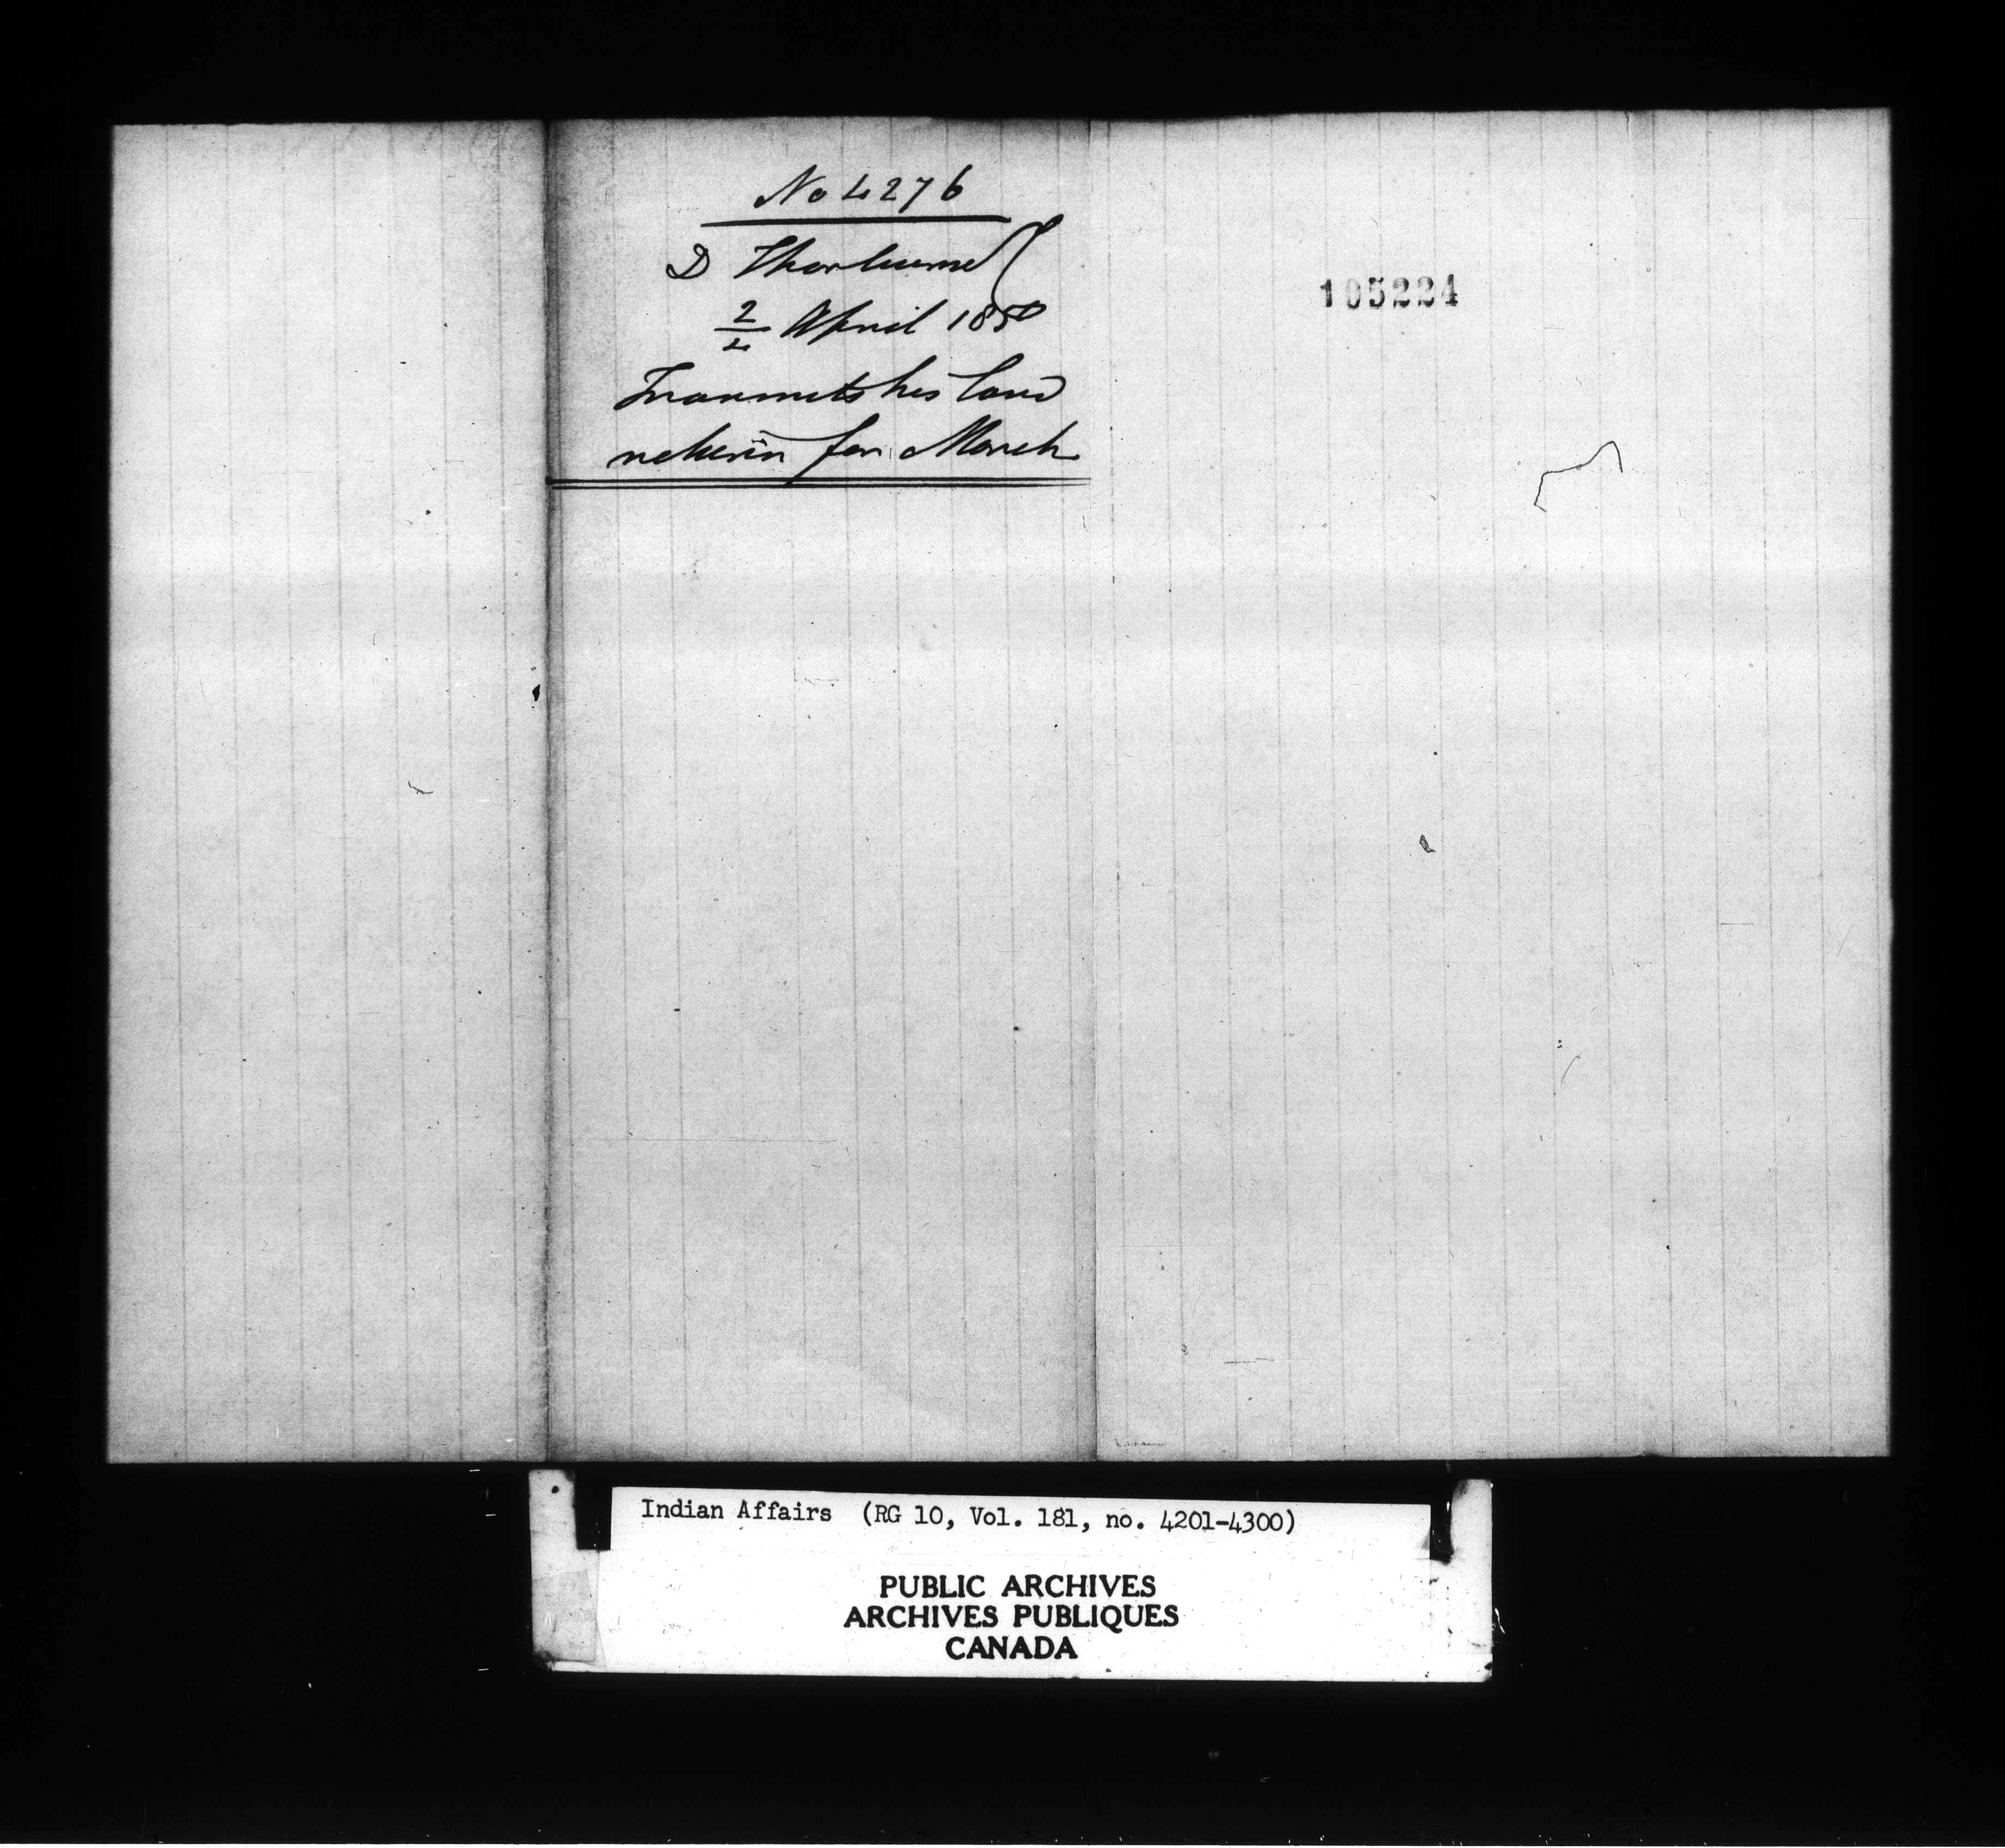 No 4276
D Thorburne
2/4 April 1850
Transmits his land
return for March
105224
Indian Affairs (RG 10, Vol. 181, no. 4201-4300)
PUBLIC ARCHIVES
ARCHIVES PUBLIQUES
CANADA